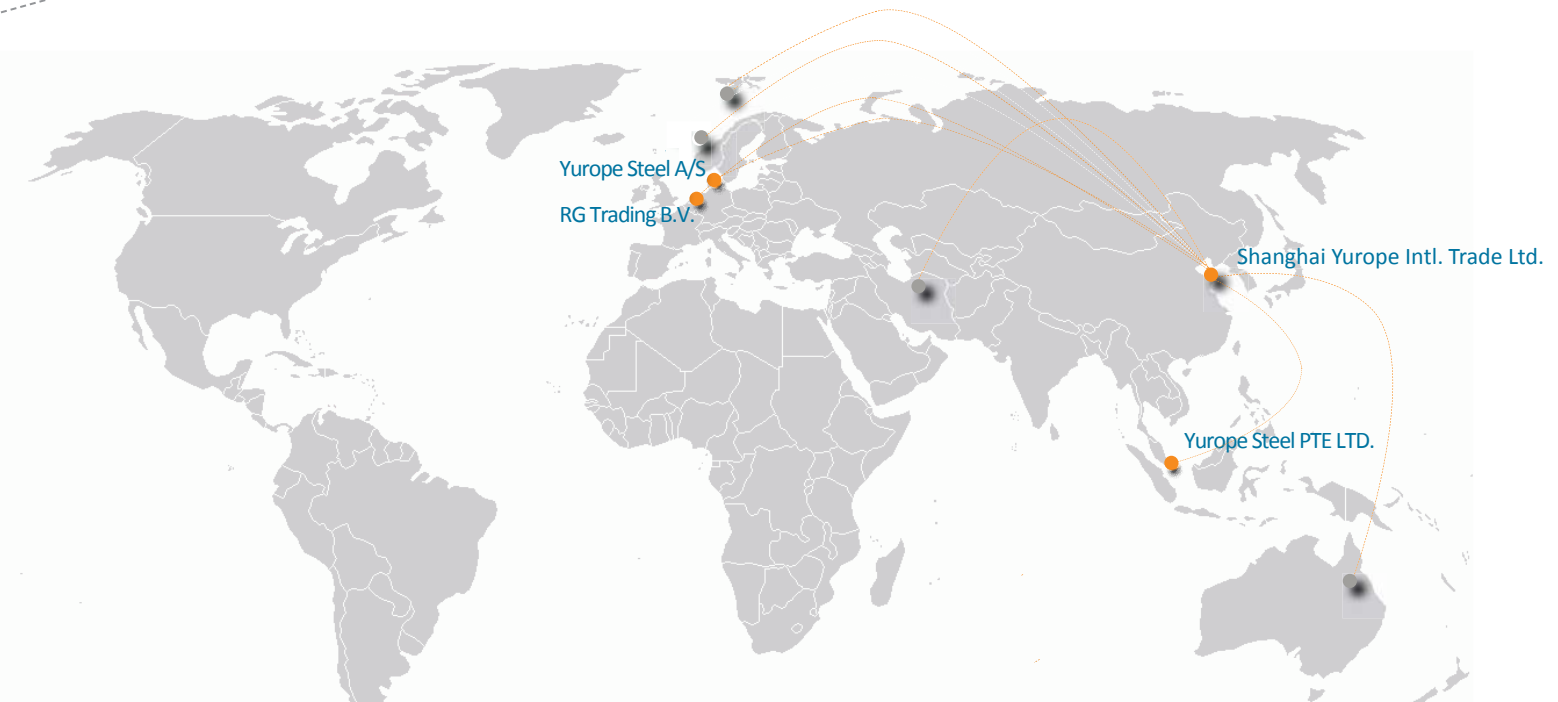 Yurope Steel A/S
RG Trading B.V.
Shanghai Yurope Intl. Trade Ltd.
Yurope Steel PTE LTD.